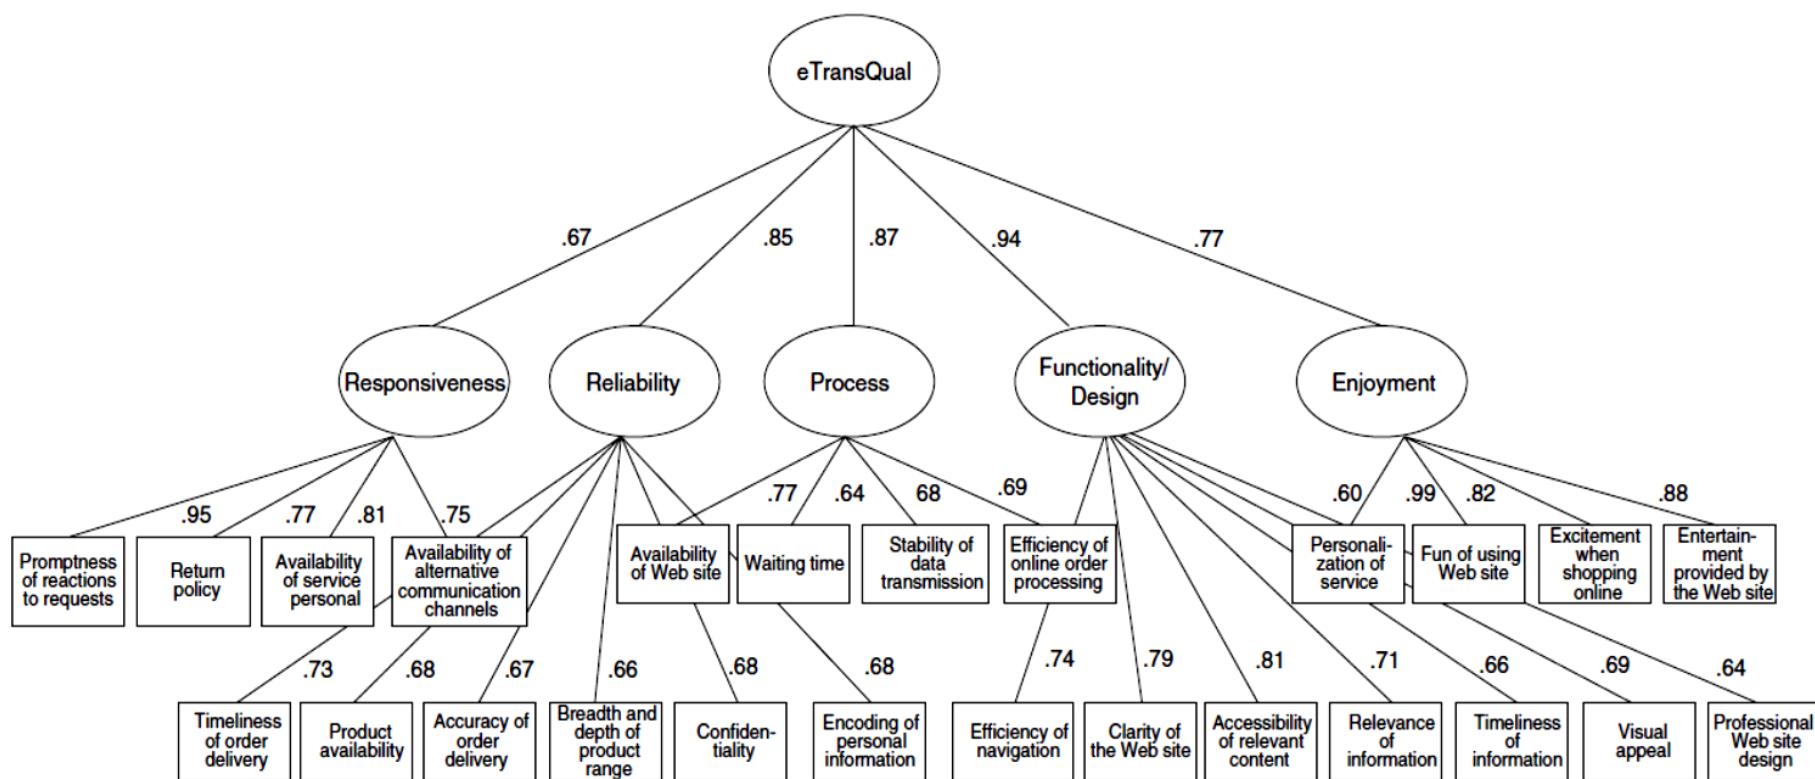 eTransQual
.67
.85
.87
.94
.77
Responsiveness
Reliability
Process
Functionality/
Design
Enjoyment
.95
.77
.81
.75
.77
.64
68
.69
.60
.99
.82
.88
Promptness
of reactions
to requests
Return
policy
Availability
of service
personal
Availability of
alternative
communication
channels
Availability
of Web site
Waiting time
Stability of
data
transmission
Efficiency of
online order
processing
Personali-
zation of
service
Fun of using
Web site
Excitement
when
shopping
online
Entertain-
ment
provided by
the Web site
.73
.68
.67
.66
.68
.68
.74
.79
.81
.71
.66
.69
.64
Timeliness
of order
delivery
Product
availability
Accuracy of
order
delivery
Breadth and
depth of
product
range
Confiden-
tiality
Encoding of
personal
information
Efficiency of
navigation
Clarity of
the Web site
Accessibility
of relevant
content
Relevance
of
information
Timeliness
of
information
Visual
appeal
Professional
Web site
design